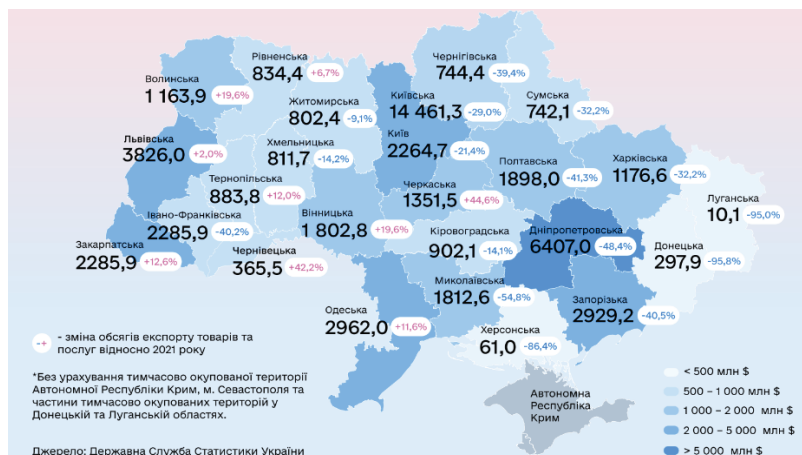 Рівненська
834,4 +6,7%
Волинська
1 163,9 +19,6%
Житомирська
802,4 -9,1%
Чернігівська
744,4 -39,4%
Київська
14 461,3 -29,0%
Сумська
742,1 -32,2%
Львівська
3826,0 +2,0%
Хмельницька
811,7 -14,2%
Київ
2264,7 -21,4%
Полтавська
1898,0 -41,3%
Харківська
1176,6 -32,2%
Тернопільська
883,8 +12,0%
Черкаська
1351,5 +44,6%
Луганська
10,1 -95,0%
Івано-Франківська
2285,9 -40,2%
Вінницька
1 802,8 +19,6%
Кіровоградська
902,1 -14,1%
Дніпропетровська
6407,0 -48,4%
Закарпатська
2285,9 +12,6%
Чернівецька
365,5 +42,2%
Донецька
297,9 -95,8%
Миколаївська
1812,6 -54,8%
Запорізька
2929,2 -40,5%
Одеська
2962,0 +11,6%
Херсонська
61,0 -86,4%
Автономна
Республіка
Крим
-+ - зміна обсягів експорту товарів та
послуг відносно 2021 року
*Без урахування тимчасово окупованої території
Автономної Республіки Крим, м. Севастополя та
частини тимчасово окупованих територій у
Донецькій та Луганській областях.
Джерело: Державна Служба Статистики України
< 500 млн $
500 – 1 000 млн $
1 000 – 2 000 млн $
2 000 – 5 000 млн $
> 5 000 млн $